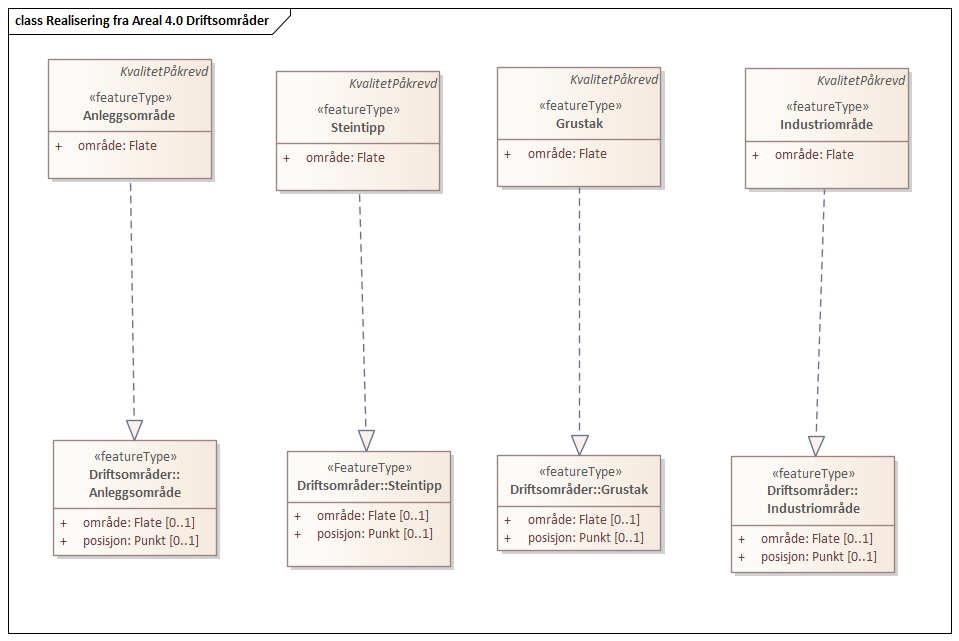 class Realisering fra Areal 4.0 Driftsområder
KvalitetPåkrevd
«featureType»
Anleggsområde
+ område: Flate
KvalitetPåkrevd
«featureType»
Steintipp
+ område: Flate
KvalitetPåkrevd
«featureType»
Grustak
+ område: Flate
KvalitetPåkrevd
«featureType»
Industriområde
+ område: Flate
«featureType»
Driftsområder::
Anleggsområde
+ område: Flate [0..1]
+ posisjon: Punkt [0..1]
«FeatureType»
Driftsområder::Steintipp
+ område: Flate [0..1]
+ posisjon: Punkt [0..1]
«featureType»
Driftsområder::Grustak
+ område: Flate [0..1]
+ posisjon: Punkt [0..1]
«featureType»
Driftsområder::
Industriområde
+ område: Flate [0..1]
+ posisjon: Punkt [0..1]